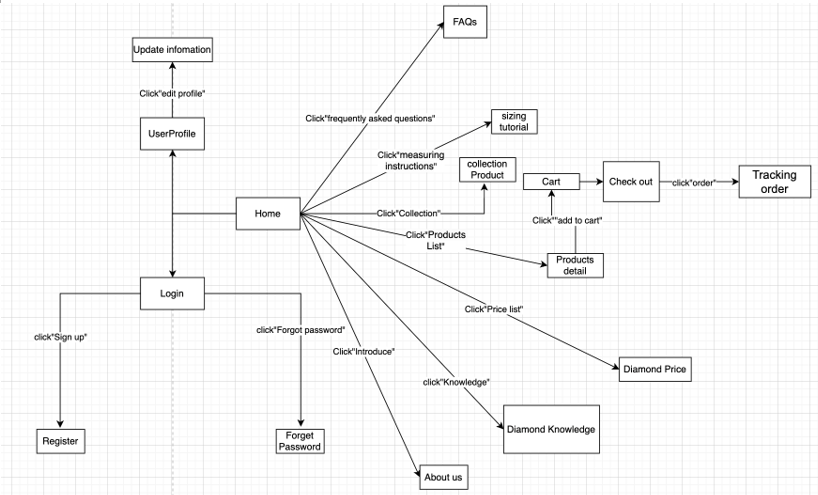 FAQs
Update infomation
Click"edit profile"
UserProfile
Click"frequently asked questions"
sizing
tutorial
Click"measuring
instructions"
collection
Product
Cart
Check out
click"order"
Tracking
order
Home
Click"Collection"
Click""add to cart"
Click"Products
List"
Products
detail
Login
Click"Price list"
click"Sign up"
click"Forgot password"
Click"Introduce"
Diamond Price
click"Knowledge"
Diamond Knowledge
Register
Forget
Password
About us